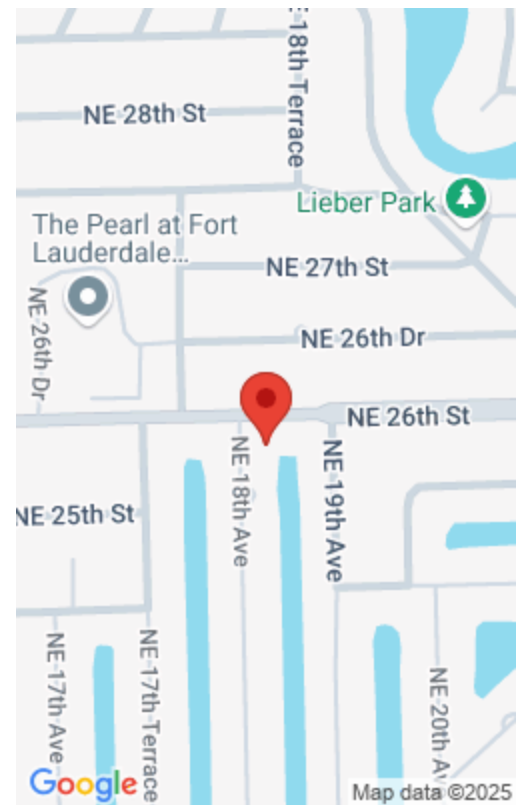 NE 18th Terrace
NE 28th St
Lieber Park
The Pearl at Fort
Lauderdale...
NE 27th St
NE 26th Dr
NE 26th Dr
NE 26th St
NE 18th Ave
NE 19th Ave
NE 25th St
NE 17th Ave
NE 17th Terrace
NE 20th Av
Google
Map data ©2025